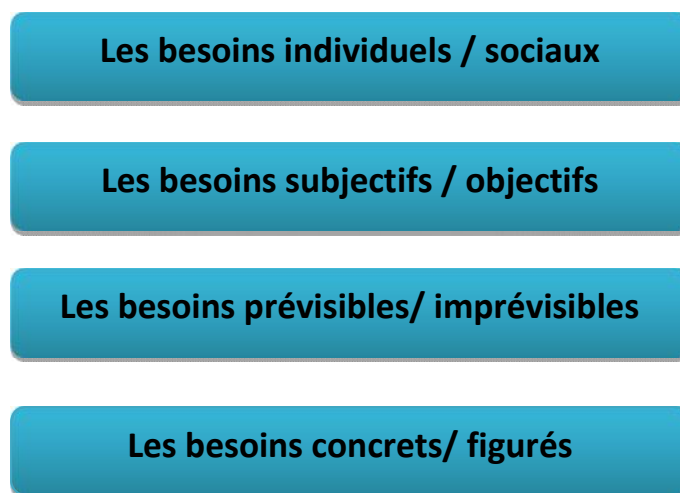 Les besoins individuels / sociaux
Les besoins subjectifs / objectifs
Les besoins prévisibles/ imprévisibles
Les besoins concrets/ figurés